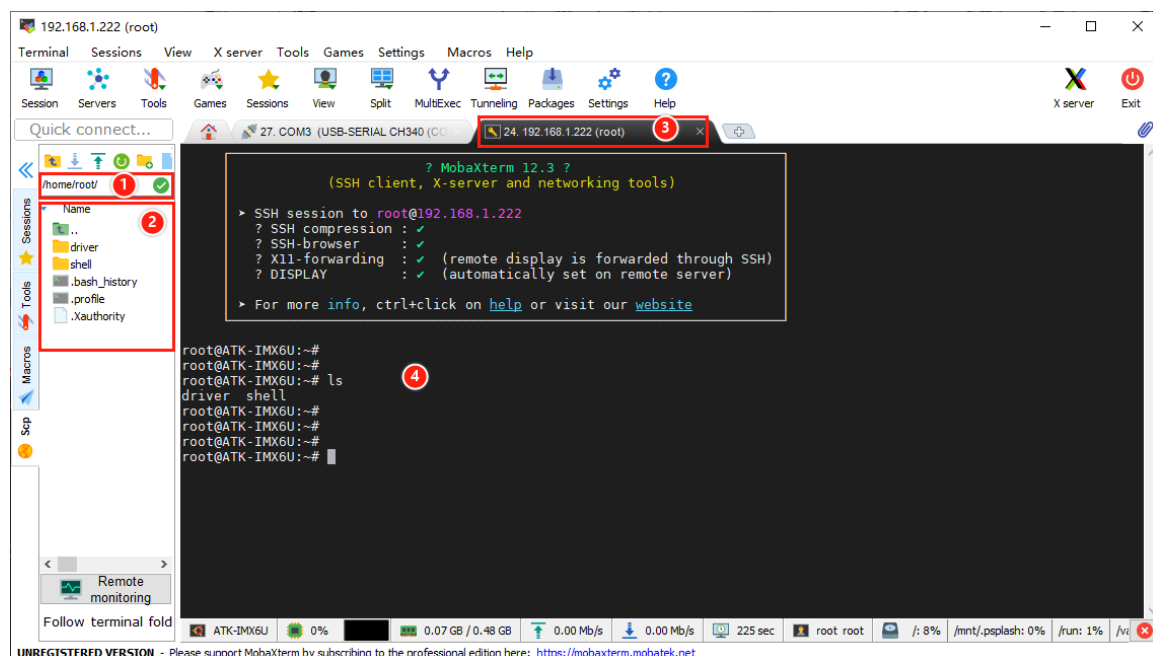 192.168.1.222 (root)
Terminal Sessions View X server Tools Games Settings Macros Help
Session Servers Tools Games Sessions View Split MultiExec Tunneling Packages Settings Help X server Exit
Quick connect... 27. COM3 (USB-SERIAL CH340 (CO 24. 192.168.1.222 (root) 3
/home/root/ 1
Name 2
..
driver
shell
.bash_history
.profile
.Xauthority
Sessions
Tools
Macros
Scp
Remote
monitoring
Follow terminal fold
? MobaXterm 12.3 ?
(SSH client, X-server and networking tools)
➤ SSH session to root@192.168.1.222
? SSH compression : ✔
? SSH-browser : ✔
? X11-forwarding : ✔ (remote display is forwarded through SSH)
? DISPLAY : ✔ (automatically set on remote server)
➤ For more info, ctrl+click on help or visit our website
root@ATK-IMX6U:~#
root@ATK-IMX6U:~#
root@ATK-IMX6U:~# ls 4
driver shell
root@ATK-IMX6U:~#
root@ATK-IMX6U:~#
root@ATK-IMX6U:~#
root@ATK-IMX6U:~#
ATK-IMX6U 0% 0.07 GB / 0.48 GB 0.00 Mb/s 0.00 Mb/s 225 sec root root /: 8% /mnt/.psplash: 0% /run: 1%
UNREGISTERED VERSION - Please support MobaXterm by subscribing to the professional edition here: https://mobaxterm.mobatek.net